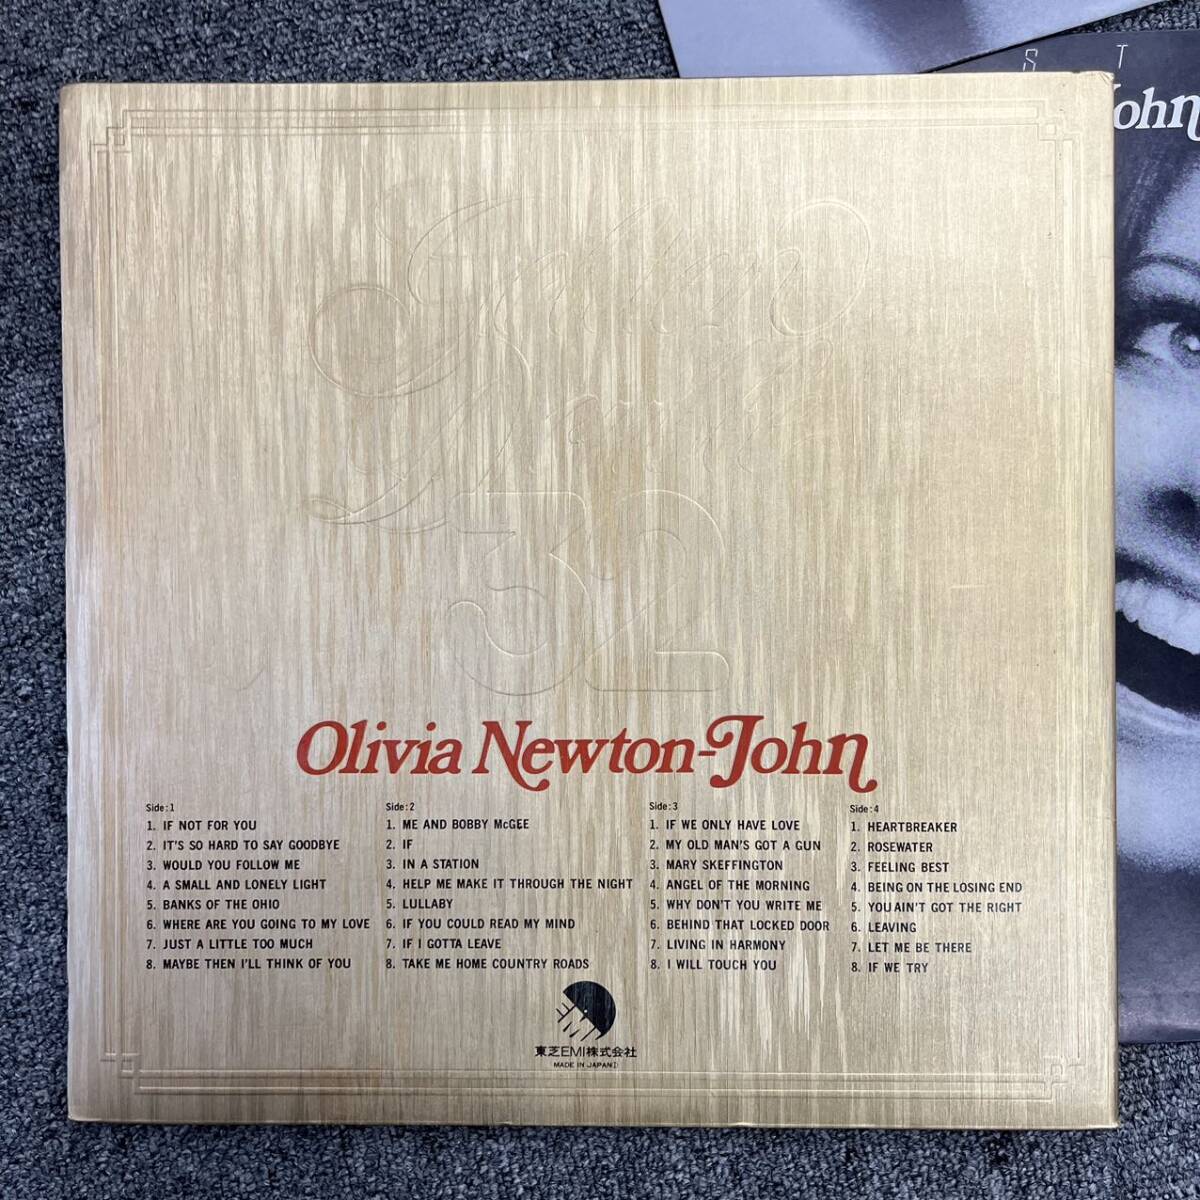 S T
John
Golden
Double
32
Olivia Newton-John
Side:1
1. IF NOT FOR YOU
2. IT'S SO HARD TO SAY GOODBYE
3. WOULD YOU FOLLOW ME
4. A SMALL AND LONELY LIGHT
5. BANKS OF THE OHIO
6. WHERE ARE YOU GOING TO MY LOVE
7. JUST A LITTLE TOO MUCH
8. MAYBE THEN I'LL THINK OF YOU
Side:2
1. ME AND BOBBY McGEE
2. IF
3. IN A STATION
4. HELP ME MAKE IT THROUGH THE NIGHT
5. LULLABY
6. IF YOU COULD READ MY MIND
7. IF I GOTTA LEAVE
8. TAKE ME HOME COUNTRY ROADS
Side:3
1. IF WE ONLY HAVE LOVE
2. MY OLD MAN'S GOT A GUN
3. MARY SKEFFINGTON
4. ANGEL OF THE MORNING
5. WHY DON'T YOU WRITE ME
6. BEHIND THAT LOCKED DOOR
7. LIVING IN HARMONY
8. I WILL TOUCH YOU
Side:4
1. HEARTBREAKER
2. ROSEWATER
3. FEELING BEST
4. BEING ON THE LOSING END
5. YOU AIN'T GOT THE RIGHT
6. LEAVING
7. LET ME BE THERE
8. IF WE TRY
東芝EMI株式会社
MADE IN JAPAN